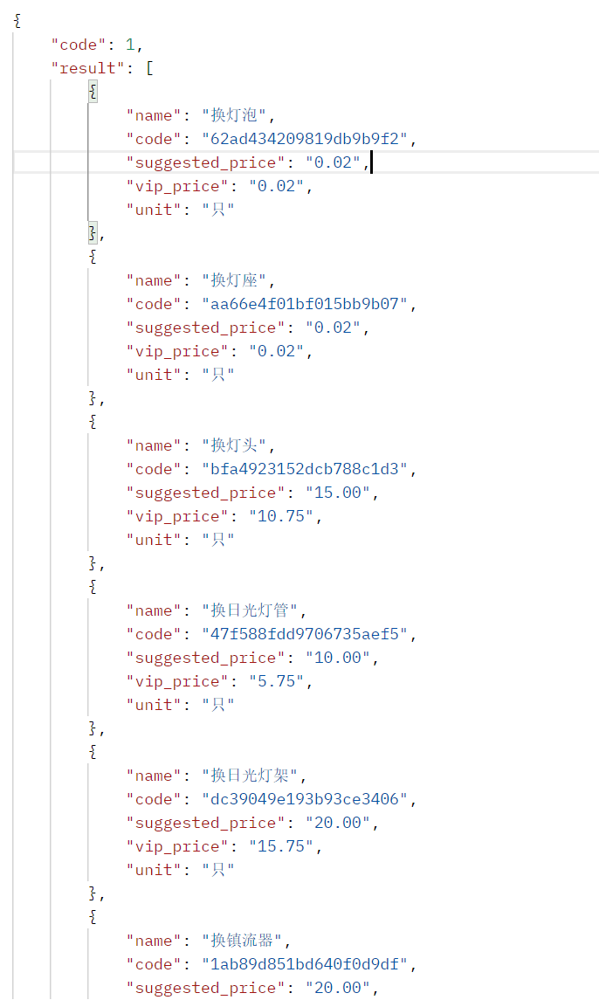 {
"code": 1,
"result": [
{
"name": "换灯泡",
"code": "62ad434209819db9b9f2",
"suggested_price": "0.02",
"vip_price": "0.02",
"unit": "只"
},
{
"name": "换灯座",
"code": "aa66e4f01bf015bb9b07",
"suggested_price": "0.02",
"vip_price": "0.02",
"unit": "只"
},
{
"name": "换灯头",
"code": "bfa4923152dcb788c1d3",
"suggested_price": "15.00",
"vip_price": "10.75",
"unit": "只"
},
{
"name": "换日光灯管",
"code": "47f588fdd9706735aef5",
"suggested_price": "10.00",
"vip_price": "5.75",
"unit": "只"
},
{
"name": "换日光灯架",
"code": "dc39049e193b93ce3406",
"suggested_price": "20.00",
"vip_price": "15.75",
"unit": "只"
},
{
"name": "换镇流器",
"code": "1ab89d851bd640f0d9df",
"suggested_price": "20.00",